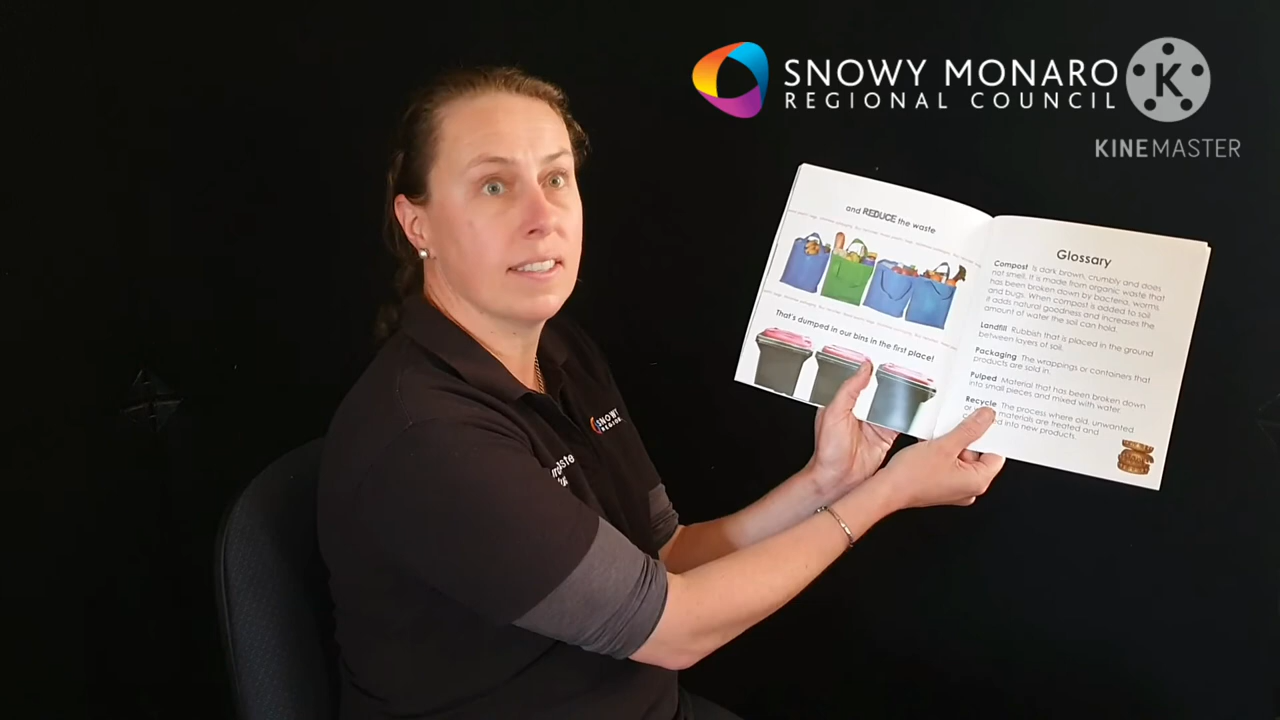 SNOWY MONARO
REGIONAL COUNCIL
K
KINEMASTER
and REDUCE the waste
That's dumped in our bins in the first place!
Glossary
Compost Is dark brown, crumbly and does
not smell. It is made from organic waste that
has been broken down by bacteria, worms
and bugs. When compost is added to soil
it adds natural goodness and increases the
amount of water the soil can hold.
Landfill Rubbish that is placed in the ground
between layers of soil.
Packaging The wrappings or containers that
products are sold in.
Pulped Material that has been broken down
into small pieces and mixed with water.
Recycle The process where old, unwanted
or materials are treated and
into new products.
SNOWY
REGION